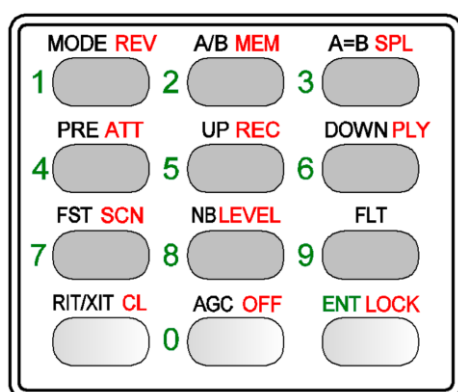 MODE REV A/B MEM A=B SPL
1 2 3
PRE ATT UP REC DOWN PLY
4 5 6
FST SCN NB LEVEL FLT
7 8 9
RIT/XIT CL AGC OFF ENT LOCK
0